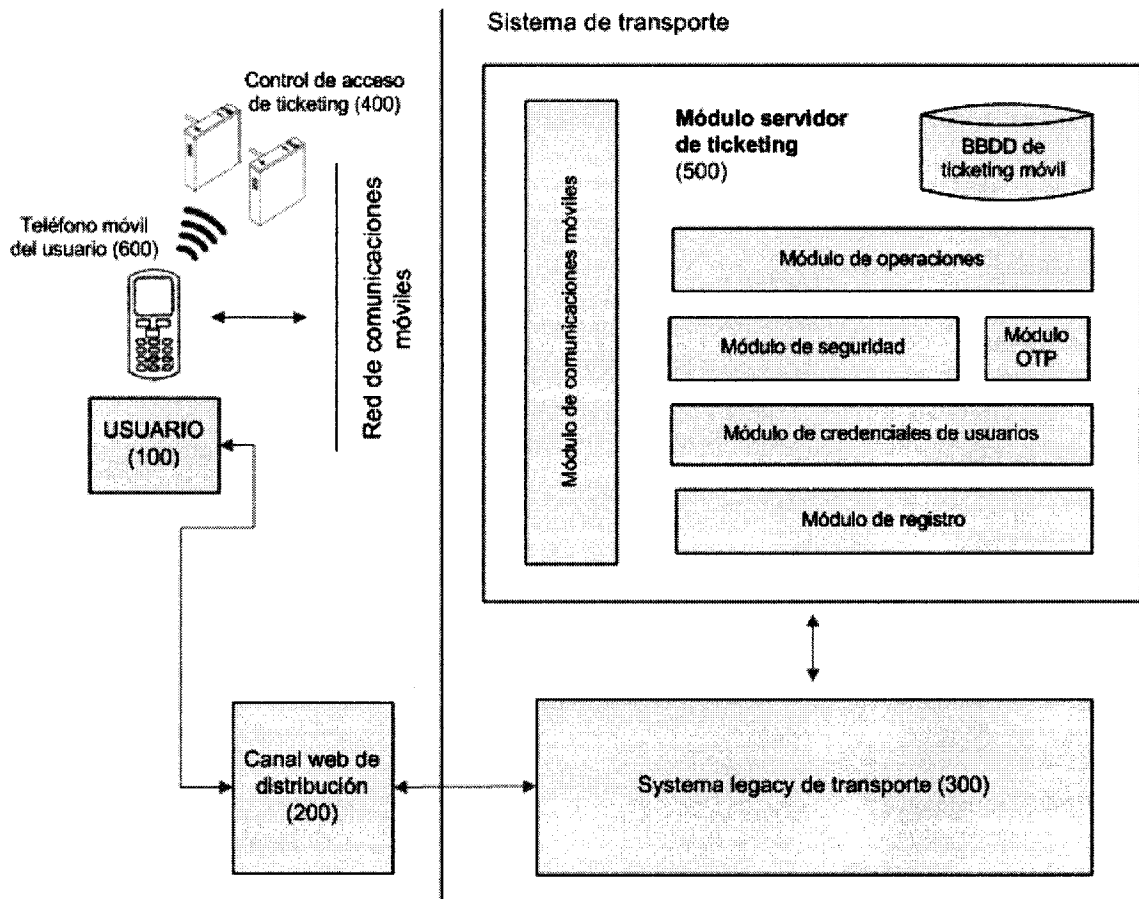 Sistema de transporte
Control de acceso
de ticketing (400)
Teléfono móvil
del usuario (600)
Red de comunicaciones
móviles
USUARIO
(100)
Módulo de comunicaciones móviles
Módulo servidor
de ticketing
(500)
BBDD de
ticketing móvil
Módulo de operaciones
Módulo de seguridad
Módulo
OTP
Módulo de credenciales de usuarios
Módulo de registro
Canal web de
distribución
(200)
Systema legacy de transporte (300)